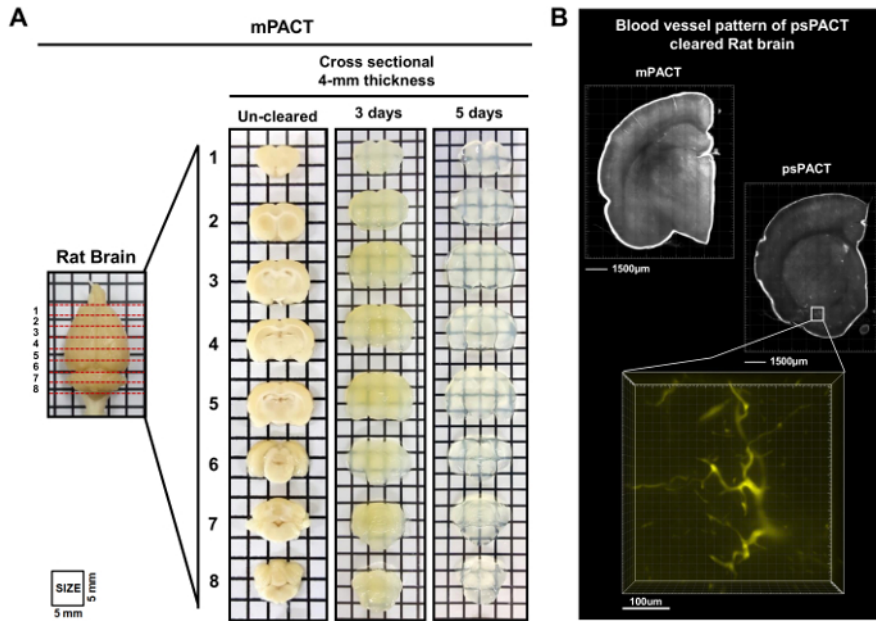 A
mPACT
Cross sectional
4-mm thickness
Un-cleared
3 days
5 days
Rat Brain
1
2
3
4
5
6
7
8
1
2
3
4
5
6
7
8
SIZE
5 mm
5 mm
B
Blood vessel pattern of psPACT
cleared Rat brain
mPACT
1500µm
psPACT
1500µm
100um